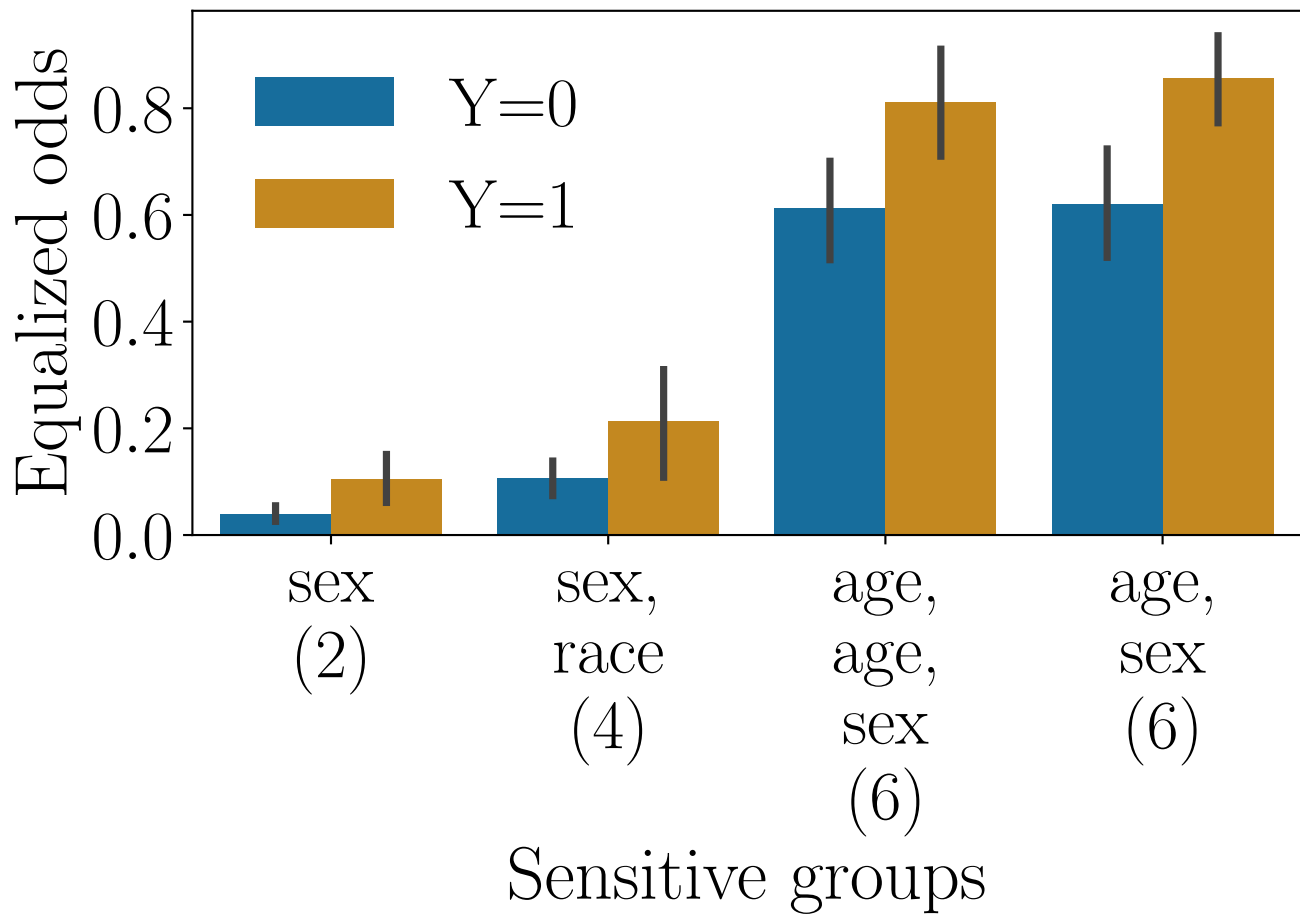 Equalized odds
0.8
0.6
0.4
0.2
0.0
Y=0
Y=1
sex
(2)
sex,
race
(4)
age,
age,
sex
(6)
age,
sex
(6)
Sensitive groups